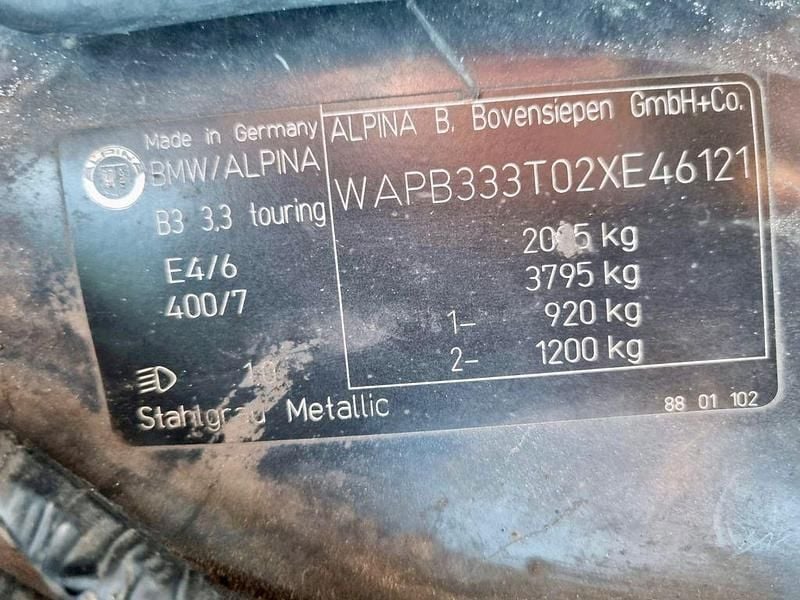 Made in Germany
BMW/ALPINA
B3 3,3 touring
E4/6
400/7
Stahlgrau Metallic
ALPINA B. Bovensiepen GmbH+Co.
WAPB333T02XE46121
kg
3795 kg
1- 920 kg
2- 1200 kg
88 01 102